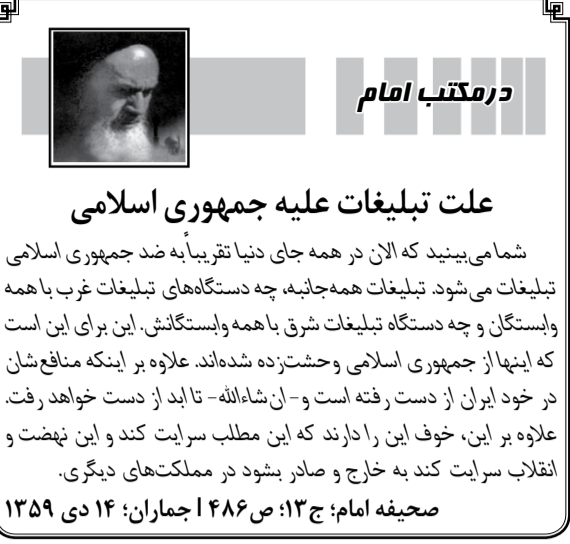 در مکتب امام
علت تبلیغات علیه جمهوری اسلامی
شما می‌بینید که الان در همه جای دنیا تقریباً به ضد جمهوری اسلامی
تبلیغات می‌شود. تبلیغات همه‌جانبه، چه دستگاه‌های تبلیغات غرب با همه
وابستگان و چه دستگاه تبلیغات شرق با همه وابستگانش. این برای این است
که اینها از جمهوری اسلامی وحشت‌زده شده‌اند. علاوه بر اینکه منافع‌شان
در خود ایران از دست رفته است و- ان‌شاءالله- تا ابد از دست خواهد رفت.
علاوه بر این، خوف این را دارند که این مطلب سرایت کند و این نهضت و
انقلاب سرایت کند به خارج و صادر بشود در مملکت‌های دیگری.
صحیفه امام؛ ج۱۳؛ ص۴۸۶ | جماران؛ ۱۴ دی ۱۳۵۹